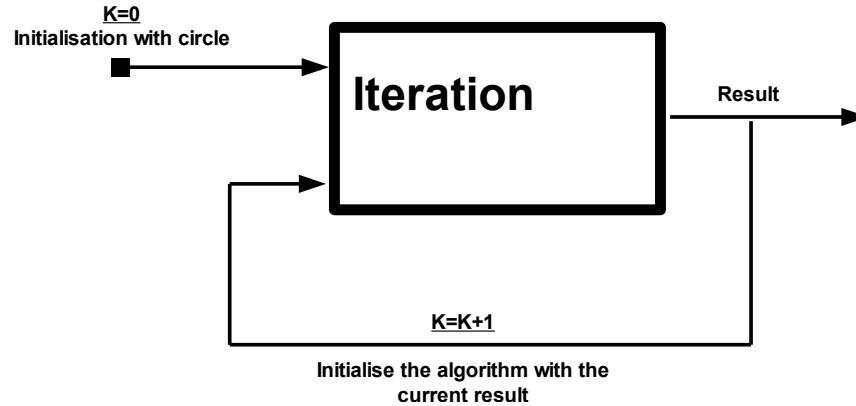 K=0
Initialisation with circle
Iteration
Result
K=K+1
Initialise the algorithm with the
current result